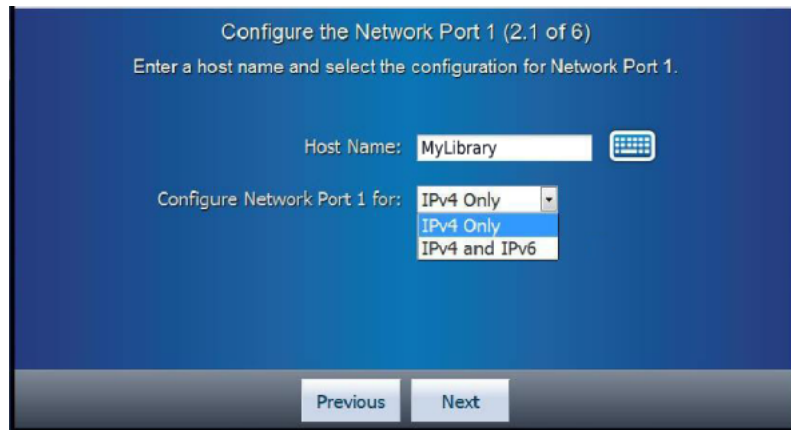 Configure the Network Port 1 (2.1 of 6)
Enter a host name and select the configuration for Network Port 1.
Host Name: MyLibrary
Configure Network Port 1 for: IPv4 Only
IPv4 Only
IPv4 and IPv6
Previous Next